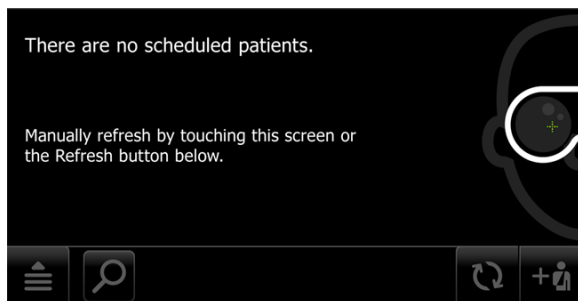 There are no scheduled patients.
Manually refresh by touching this screen or
the Refresh button below.